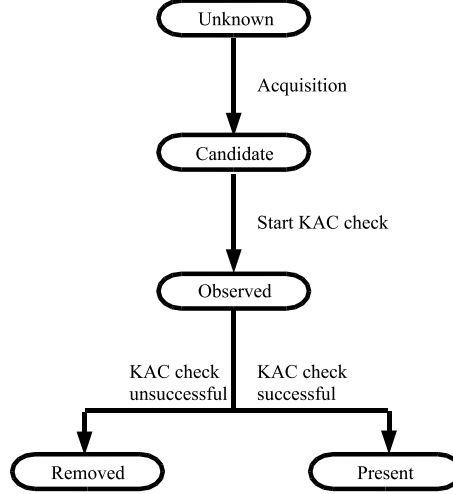 Unknown
Acquisition
Candidate
Start KAC check
Observed
KAC check
unsuccessful
KAC check
successful
Removed
Present